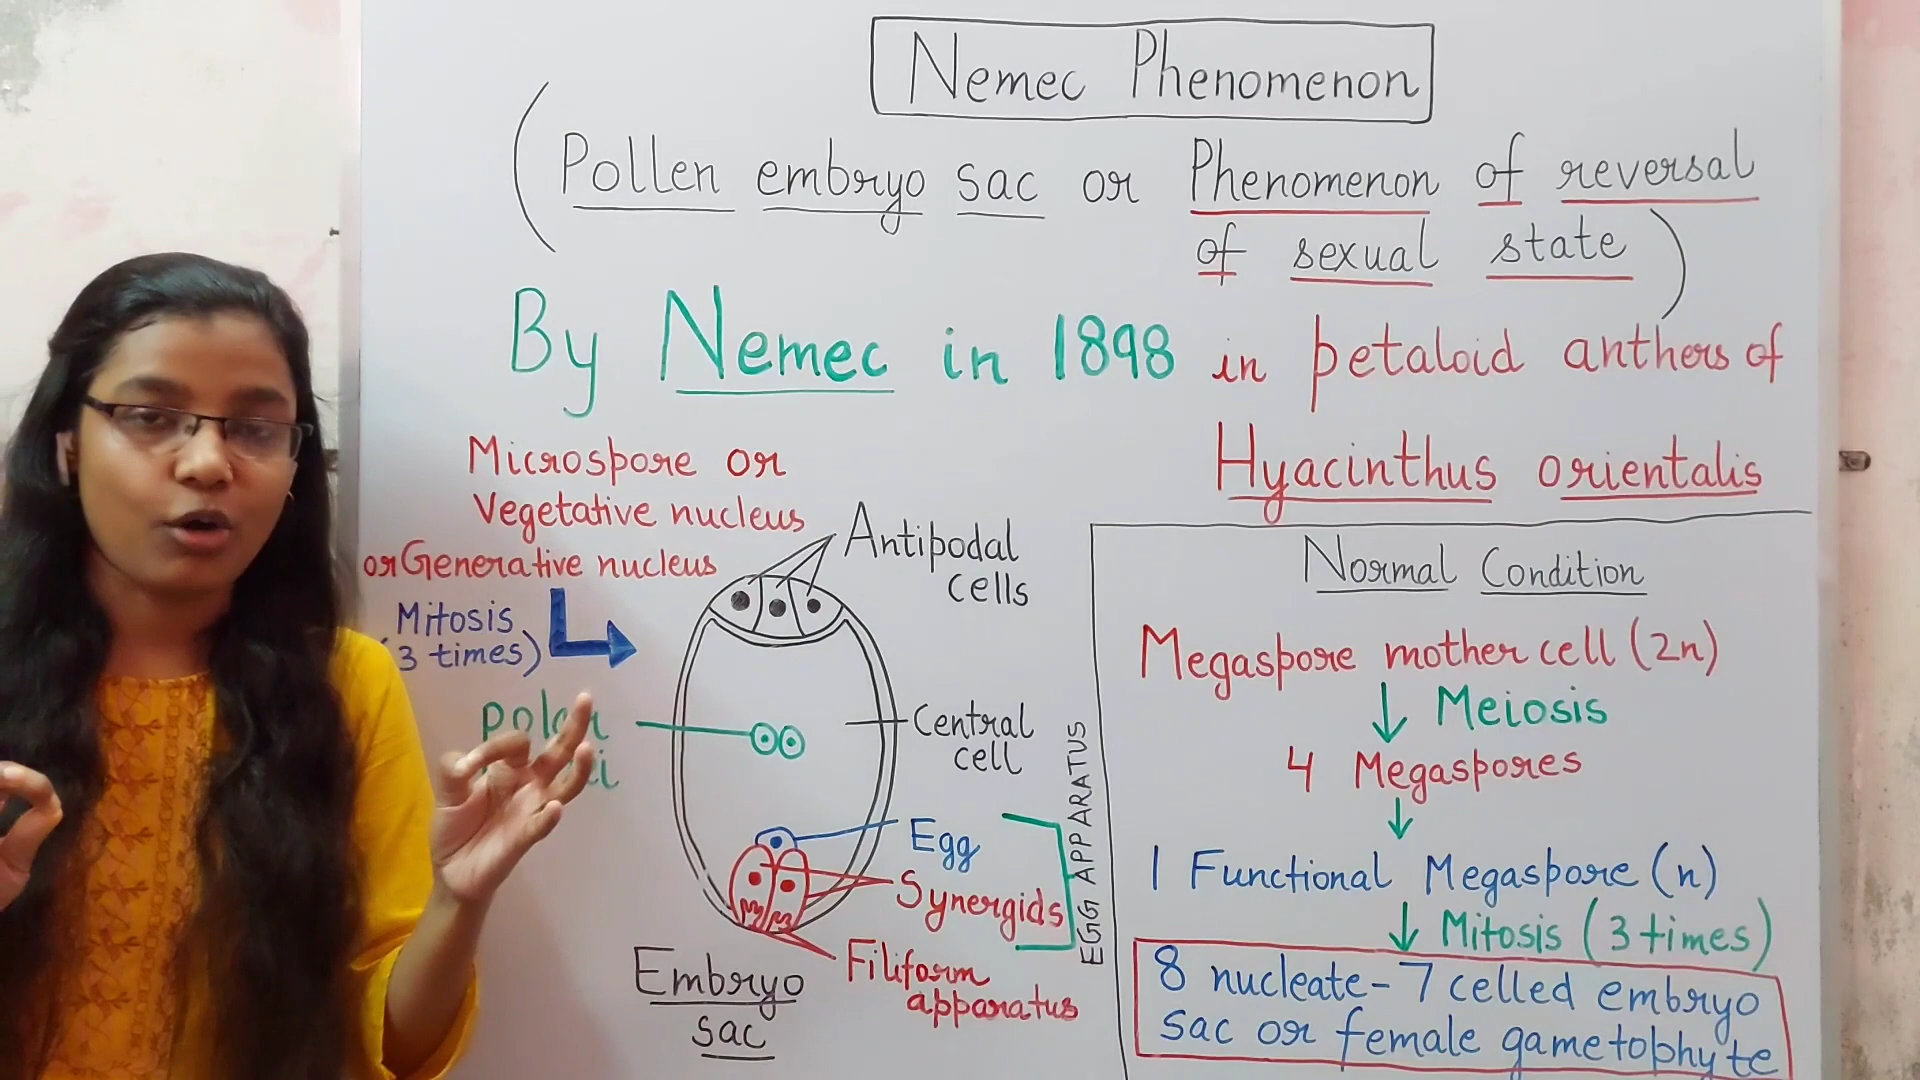 Nemec Phenomenon
(Pollen embryo sac or Phenomenon of reversal
of sexual state)
By Nemec in 1898 in petaloid anthers of
Hyacinthus orientalis
Microspore or
Vegetative nucleus
or Generative nucleus
Mitosis
(3 times)
Antipodal
cells
Polar
Central
cell
Egg
Synergids
EGG APPARATUS
Filiform
apparatus
Embryo
sac
Normal Condition
Megaspore mother cell (2n)
↓ Meiosis
4 Megaspores
↓
1 Functional Megaspore (n)
↓ Mitosis (3 times)
8 nucleate - 7 celled embryo
sac or female gametophyte